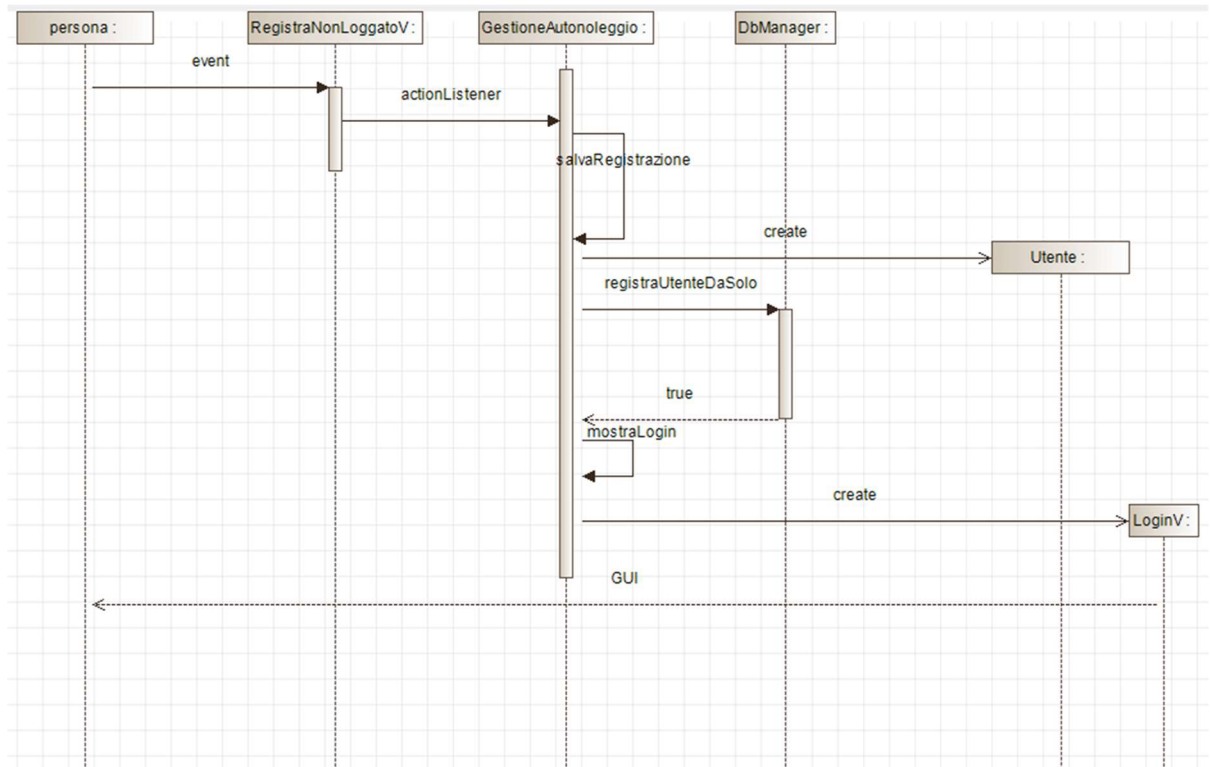 persona :
RegistraNonLoggatoV :
GestioneAutonoleggio :
DbManager :
event
actionListener
salvaRegistrazione
create
Utente :
registraUtenteDaSolo
true
mostraLogin
create
LoginV :
GUI